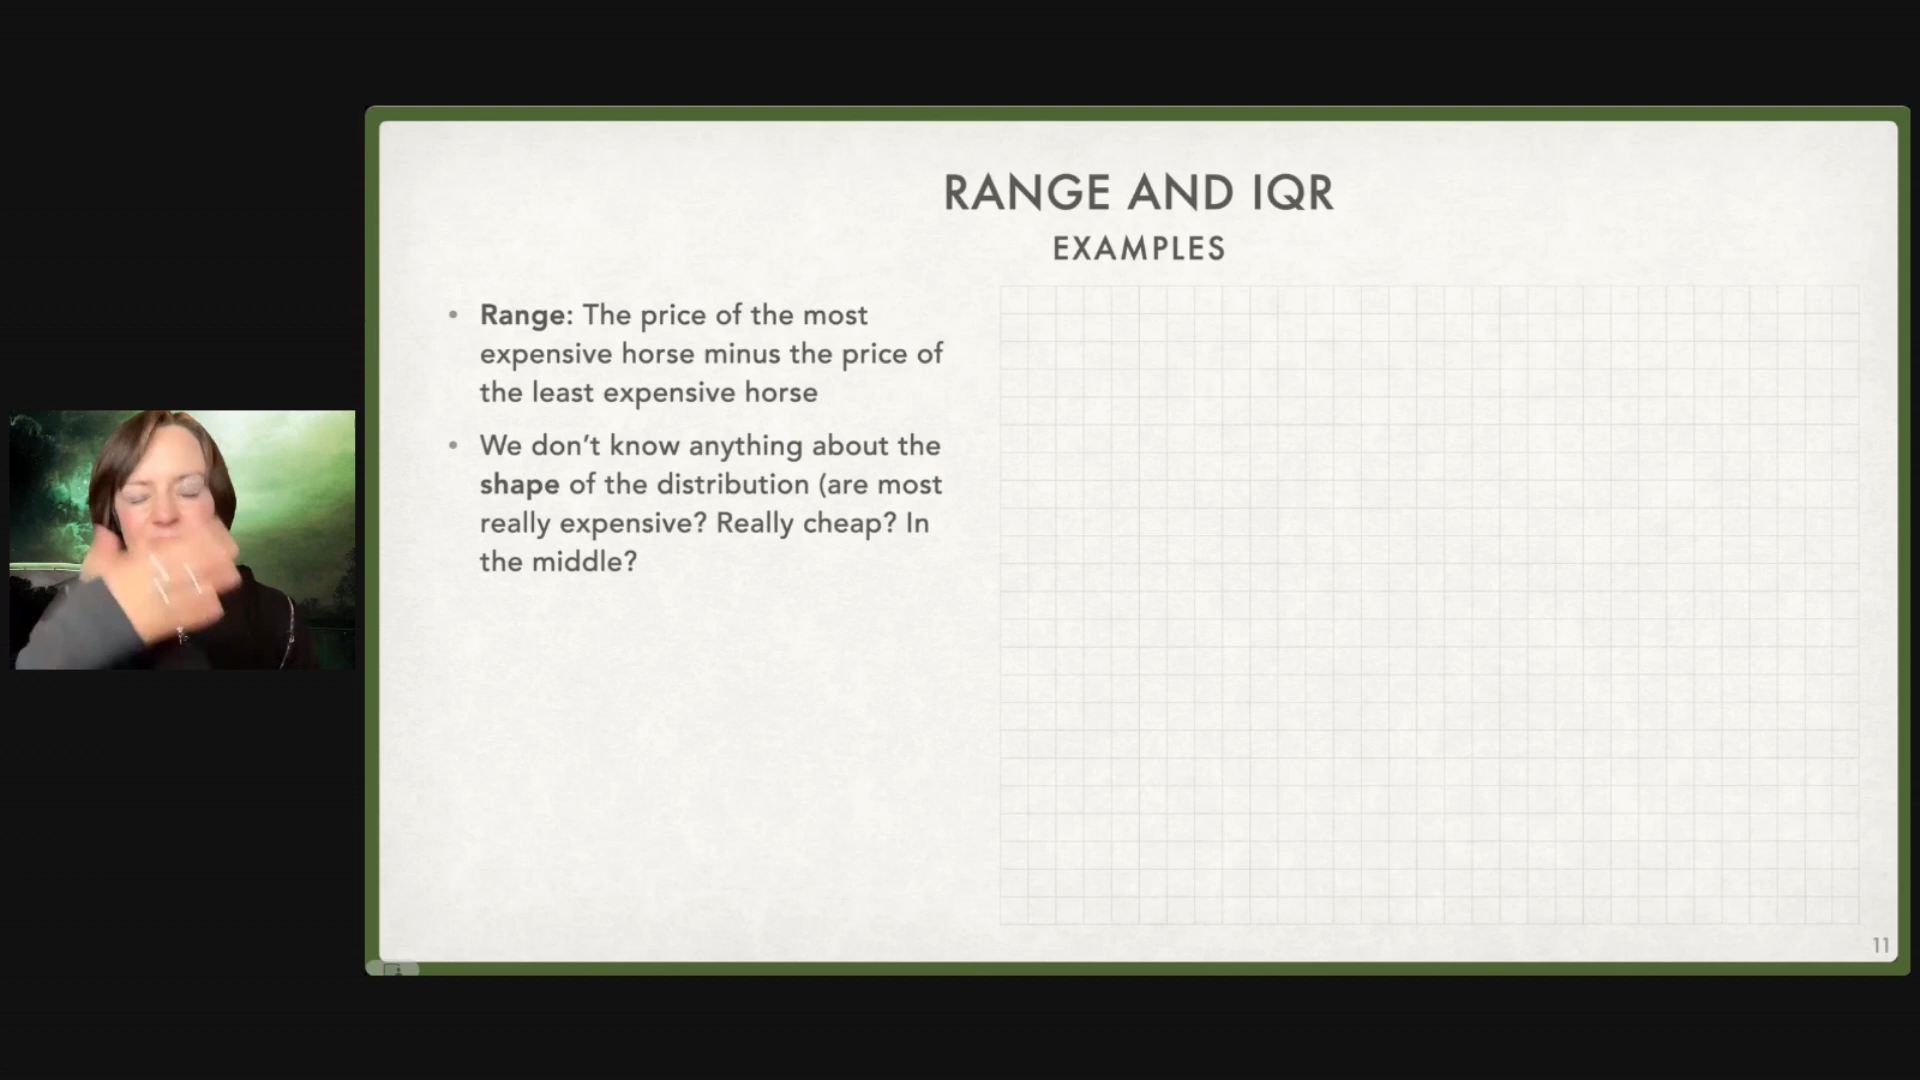 RANGE AND IQR
EXAMPLES
• Range: The price of the most
expensive horse minus the price of
the least expensive horse
• We don’t know anything about the
shape of the distribution (are most
really expensive? Really cheap? In
the middle?
11